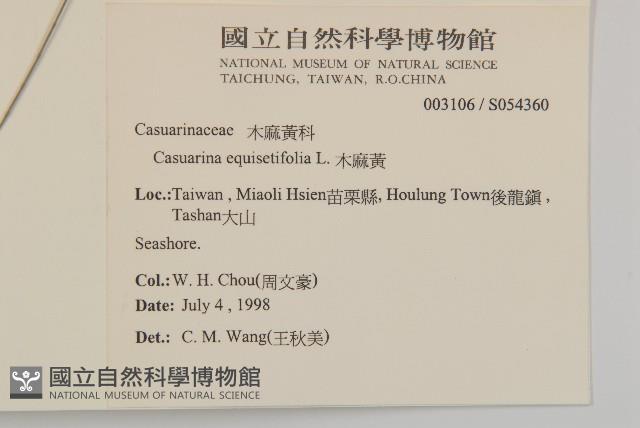 國立自然科學博物館
NATIONAL MUSEUM OF NATURAL SCIENCE
TAICHUNG, TAIWAN, R.O.CHINA
003106 / S054360
Casuarinaceae 木麻黃科
Casuarina equisetifolia L. 木麻黃
Loc.:Taiwan , Miaoli Hsien苗栗縣, Houlung Town後龍鎮 ,
Tashan大山
Seashore.
Col.: W. H. Chou(周文豪)
Date: July 4 , 1998
Det.: C. M. Wang(王秋美)
國立自然科學博物館
NATIONAL MUSEUM OF NATURAL SCIENCE